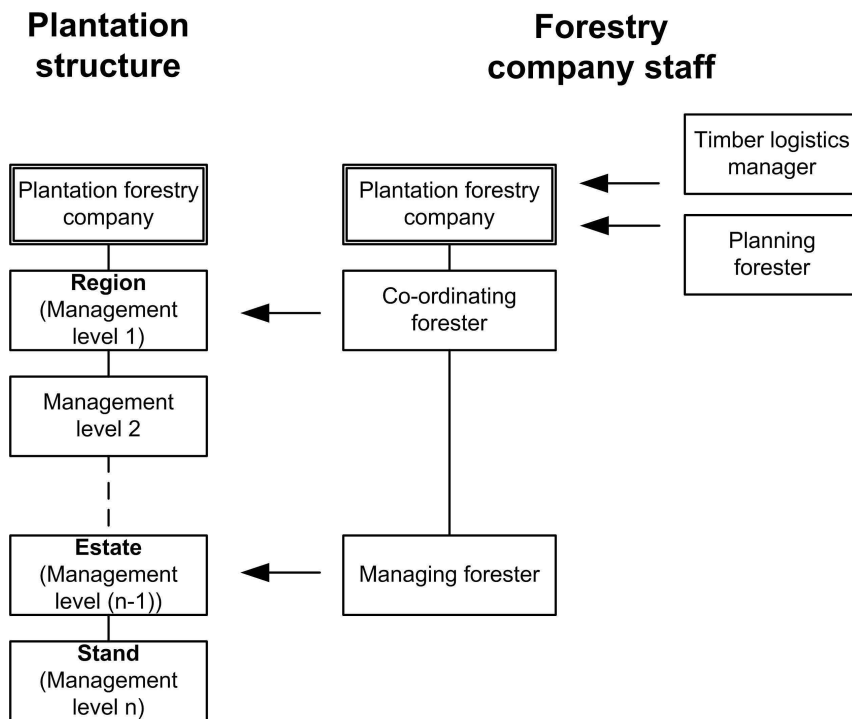 Plantation
structure
Forestry
company staff
Timber logistics
manager
Plantation forestry
company
Plantation forestry
company
Planning
forester
Region
(Management
level 1)
Co-ordinating
forester
Management
level 2
Estate
(Management
level (n-1))
Managing forester
Stand
(Management
level n)